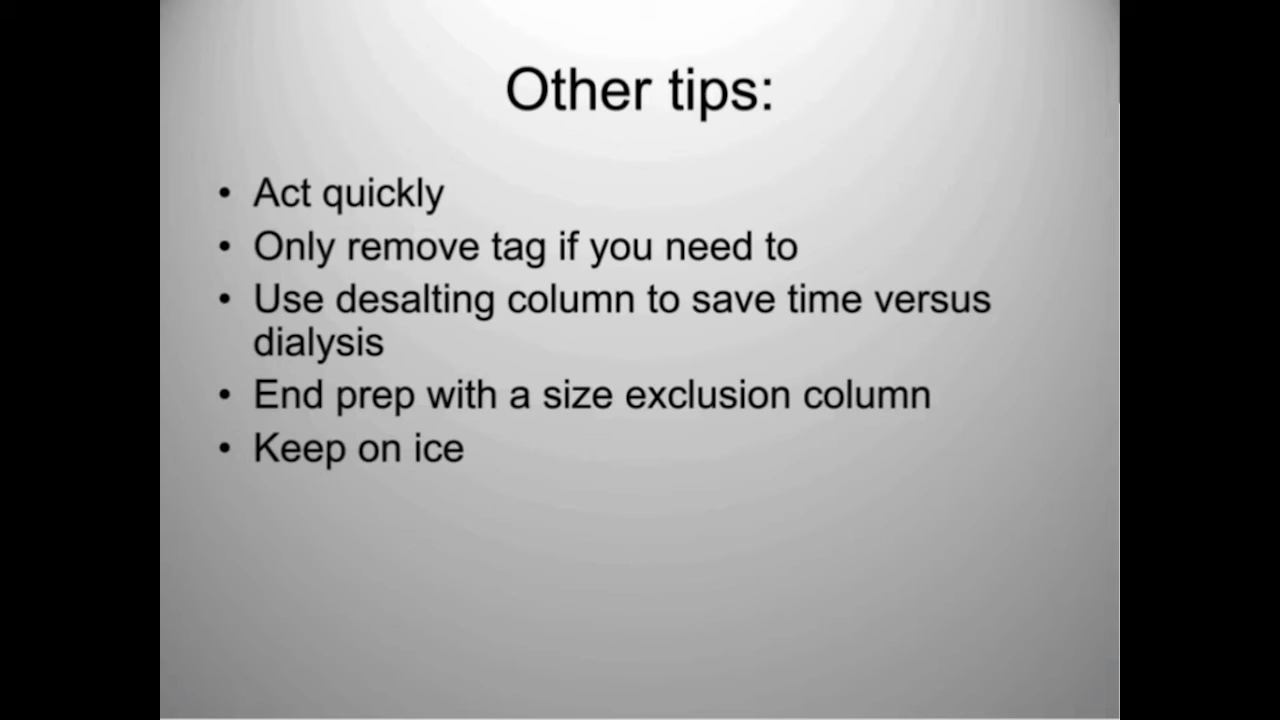 Other tips:
• Act quickly
• Only remove tag if you need to
• Use desalting column to save time versus
dialysis
• End prep with a size exclusion column
• Keep on ice